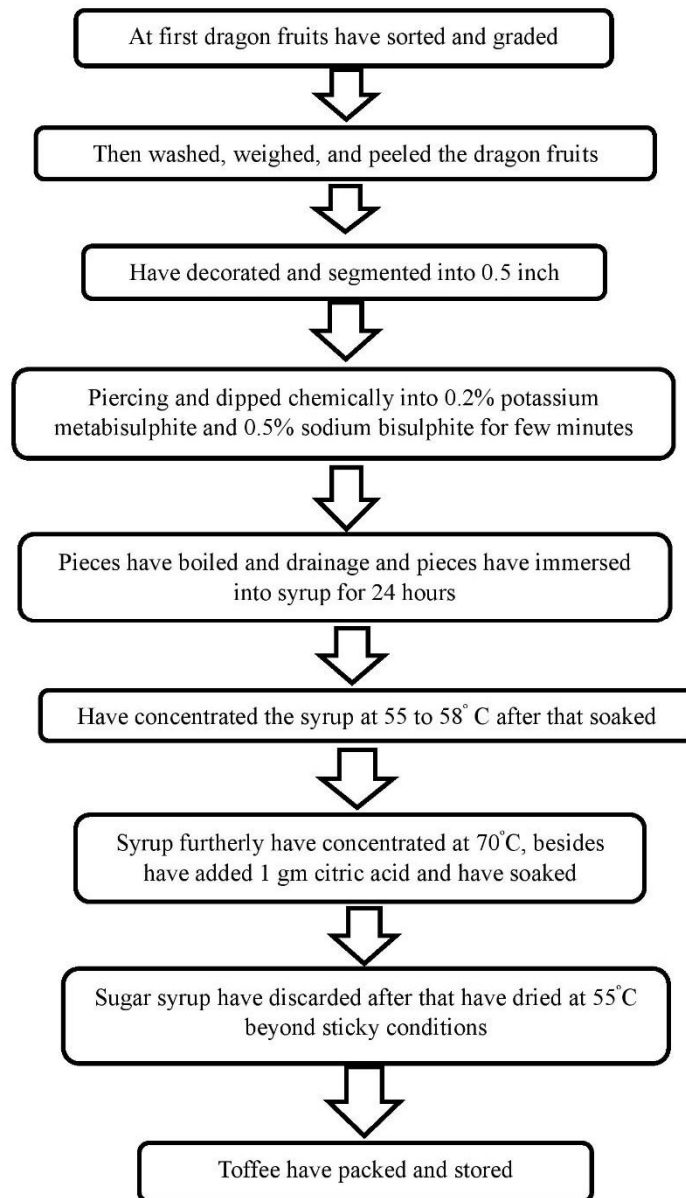 At first dragon fruits have sorted and graded
Then washed, weighed, and peeled the dragon fruits
Have decorated and segmented into 0.5 inch
Piercing and dipped chemically into 0.2% potassium
metabisulphite and 0.5% sodium bisulphite for few minutes
Pieces have boiled and drainage and pieces have immersed
into syrup for 24 hours
Have concentrated the syrup at 55 to 58° C after that soaked
Syrup furtherly have concentrated at 70°C, besides
have added 1 gm citric acid and have soaked
Sugar syrup have discarded after that have dried at 55°C
beyond sticky conditions
Toffee have packed and stored